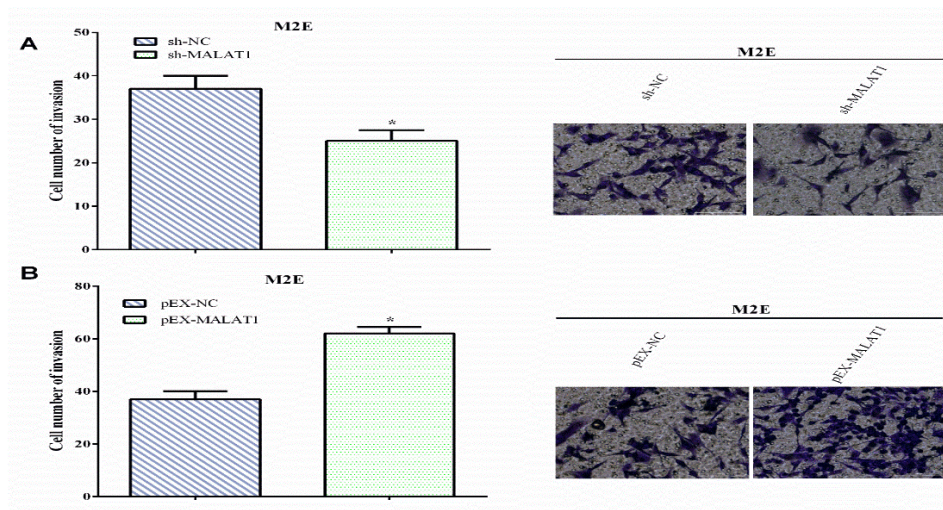 A
M2E
sh-NC
sh-MALAT1
Cell number of invasion
50
40
30
20
10
0
*
M2E
sh-NC
sh-MALAT1
B
M2E
pEX-NC
pEX-MALAT1
Cell number of invasion
80
60
40
20
0
*
M2E
pEX-NC
pEX-MALAT1